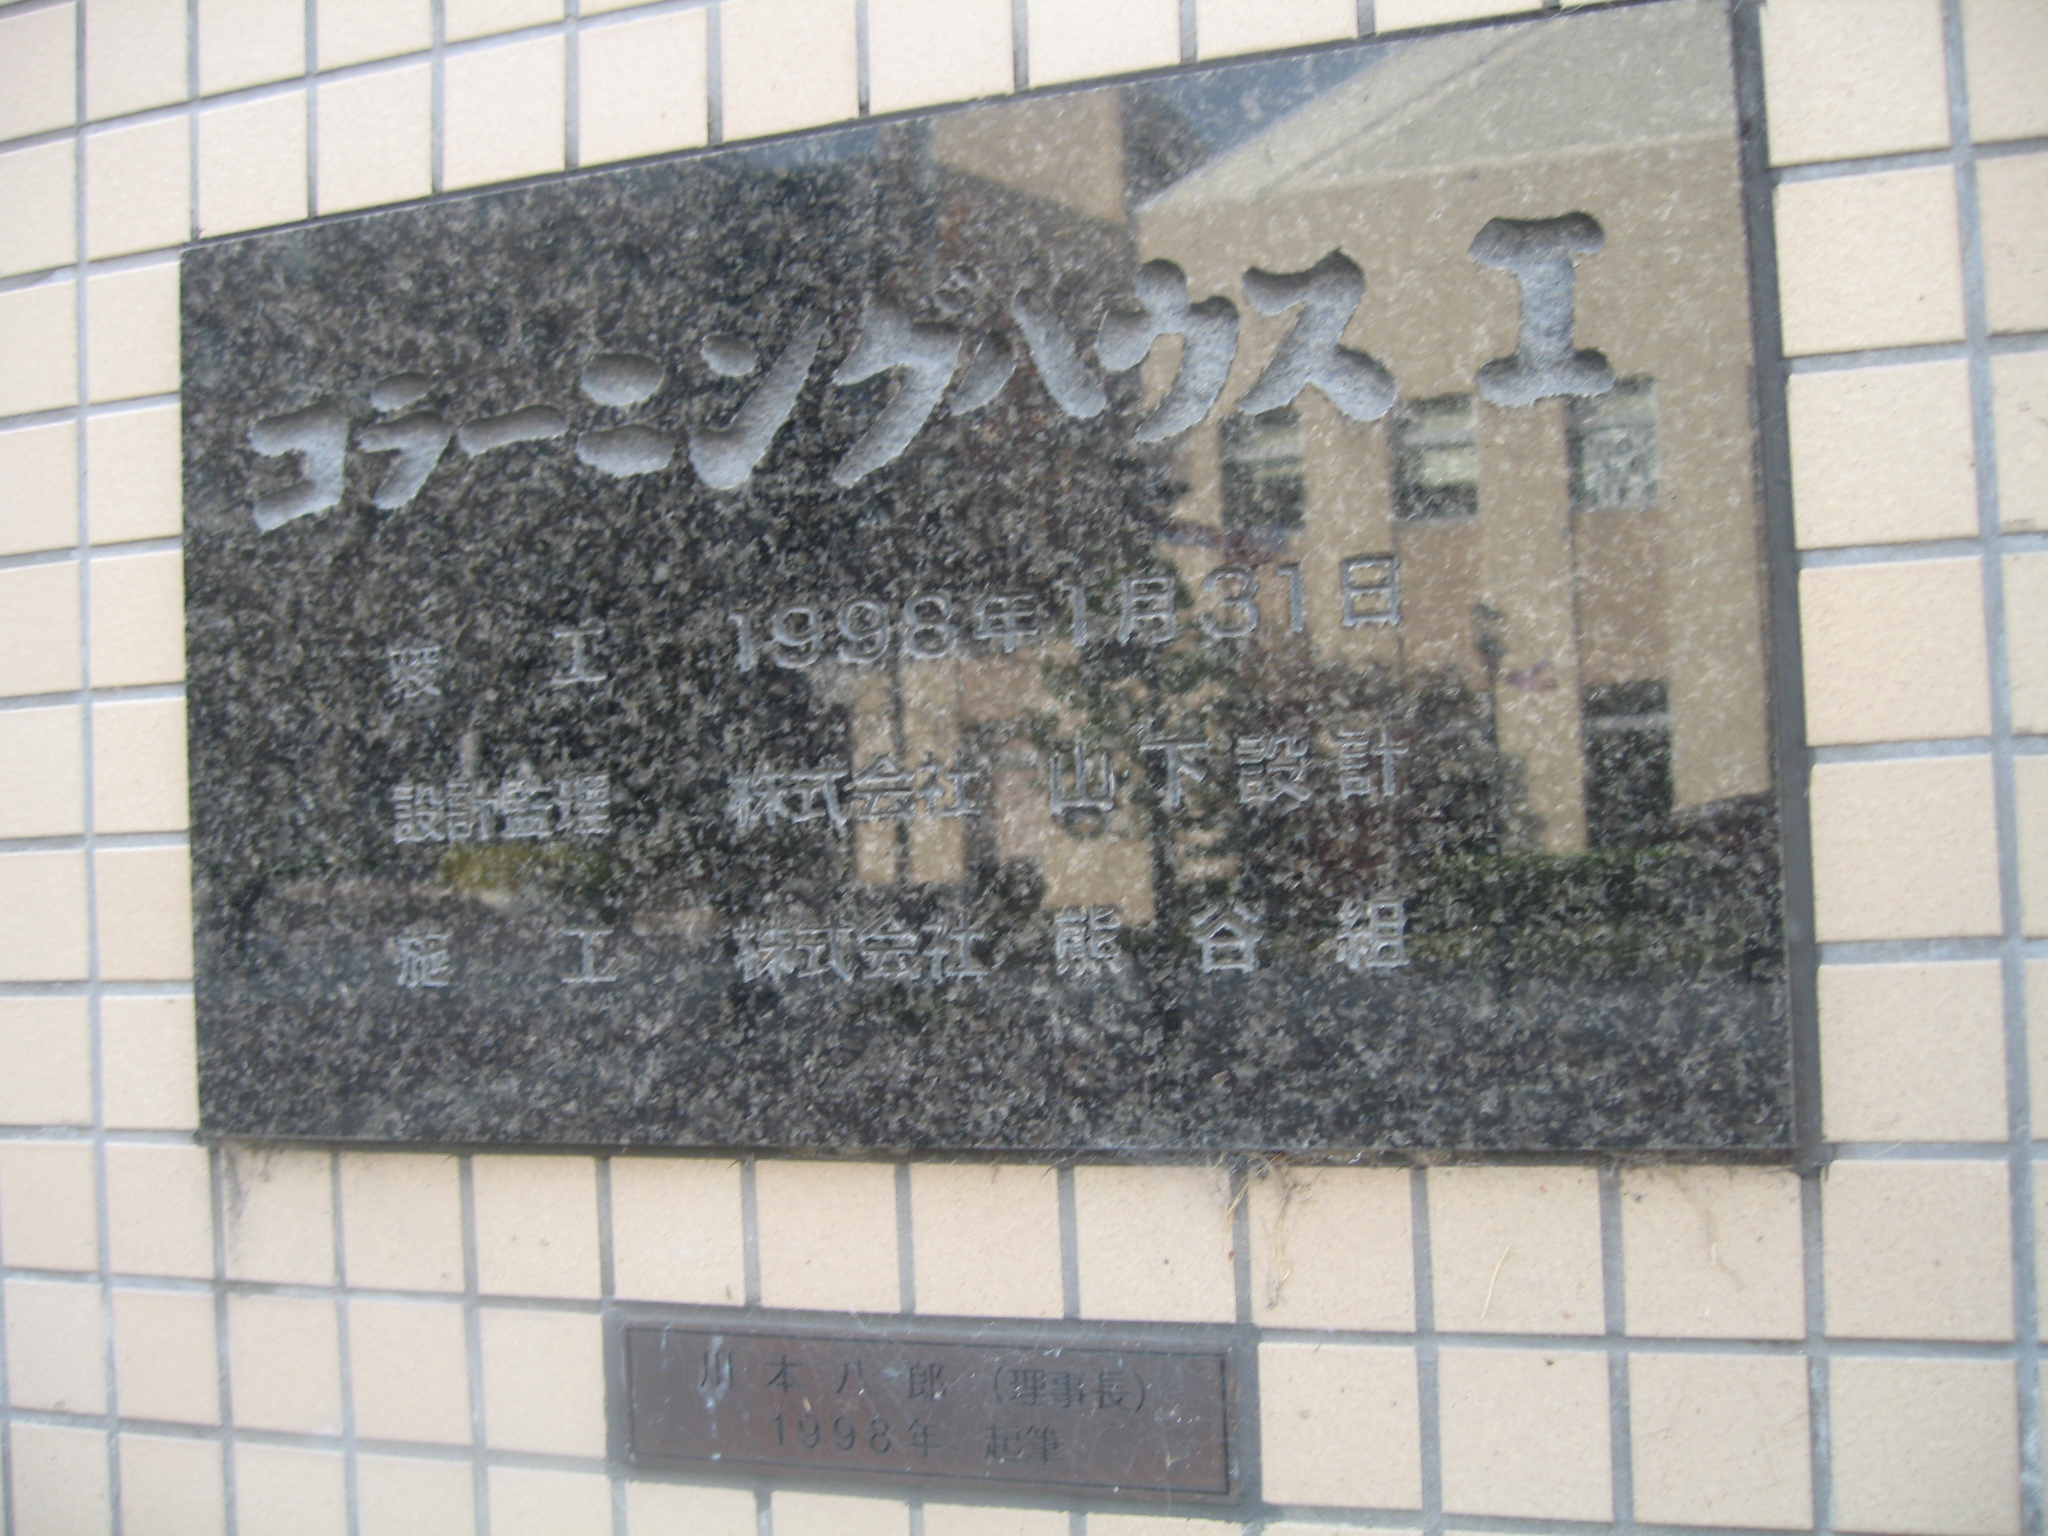 コラーニングハウスⅠ
竣工 1998年1月31日
設計監理 株式会社 山下設計
施工 株式会社 熊谷組
川本八郎 (理事長)
1998年 起筆